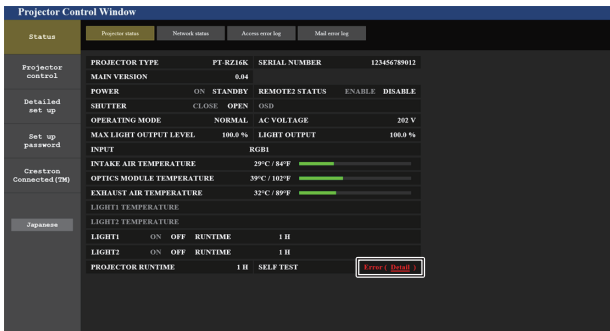 Projector Control Window
Status
Projector control
Detailed set up
Set up password
Crestron Connected(TM)
Japanese
Projector status Network status Access error log Mail error log
PROJECTOR TYPE PT-RZ16K SERIAL NUMBER 123456789012
MAIN VERSION 0.04
POWER ON STANDBY REMOTE2 STATUS ENABLE DISABLE
SHUTTER CLOSE OPEN OSD
OPERATING MODE NORMAL AC VOLTAGE 202 V
MAX LIGHT OUTPUT LEVEL 100.0 % LIGHT OUTPUT 100.0 %
INPUT RGB1
INTAKE AIR TEMPERATURE 29°C / 84°F
OPTICS MODULE TEMPERATURE 39°C / 102°F
EXHAUST AIR TEMPERATURE 32°C / 89°F
LIGHT1 TEMPERATURE
LIGHT2 TEMPERATURE
LIGHT1 ON OFF RUNTIME 1 H
LIGHT2 ON OFF RUNTIME 1 H
PROJECTOR RUNTIME 1 H SELF TEST Error ( Detail )